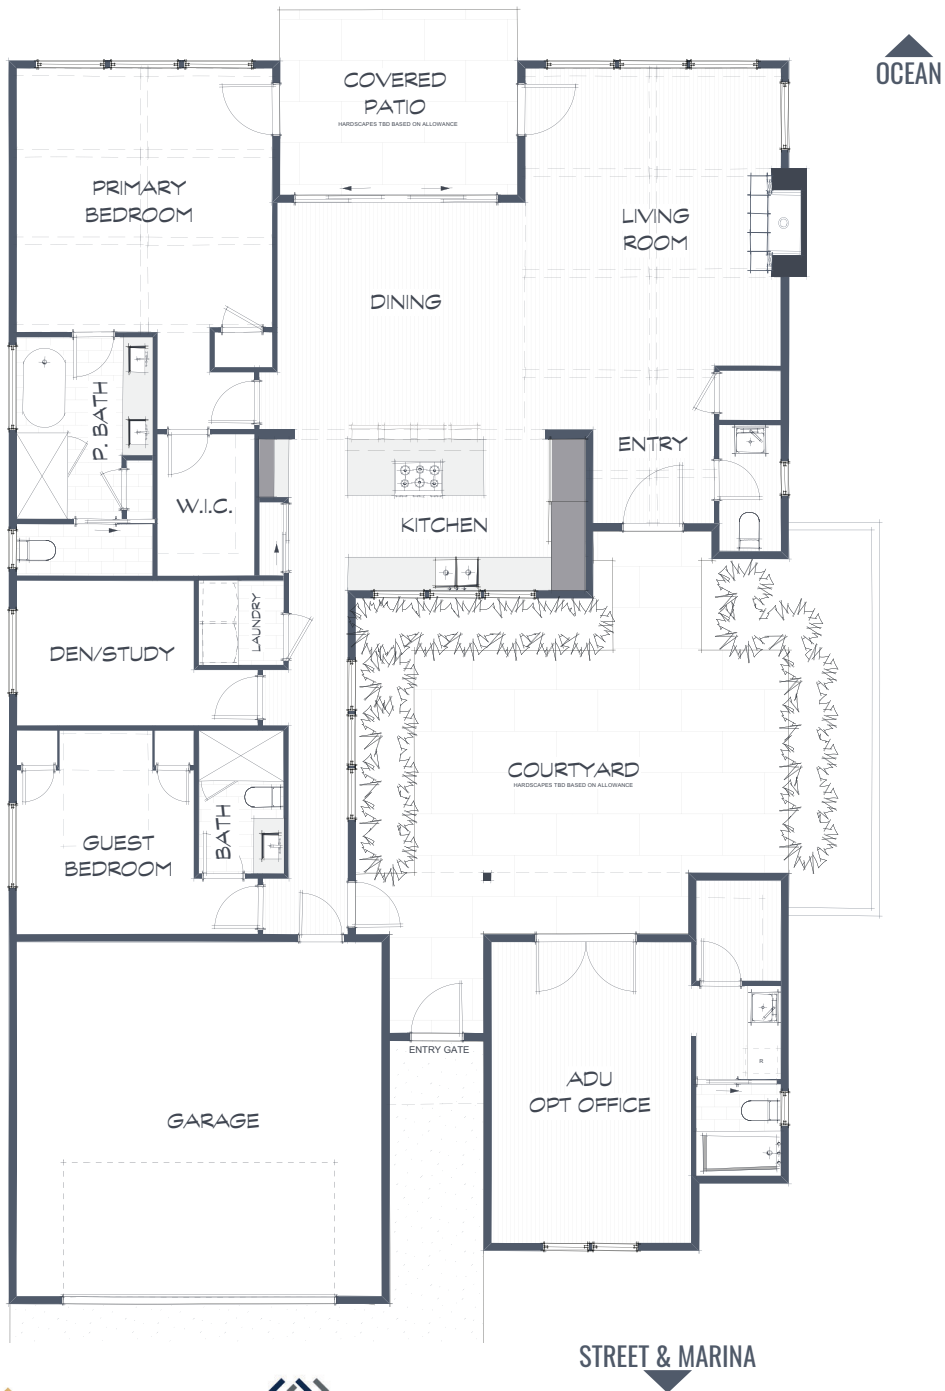 OCEAN
COVERED
PATIO
HARDSCAPES TBD BASED ON ALLOWANCE
PRIMARY
BEDROOM
LIVING
ROOM
DINING
P. BATH
ENTRY
W.I.C.
KITCHEN
LAUNDRY
DEN/STUDY
COURTYARD
HARDSCAPES TBD BASED ON ALLOWANCE
BATH
GUEST
BEDROOM
ENTRY GATE
R
ADU
OPT OFFICE
GARAGE
STREET & MARINA